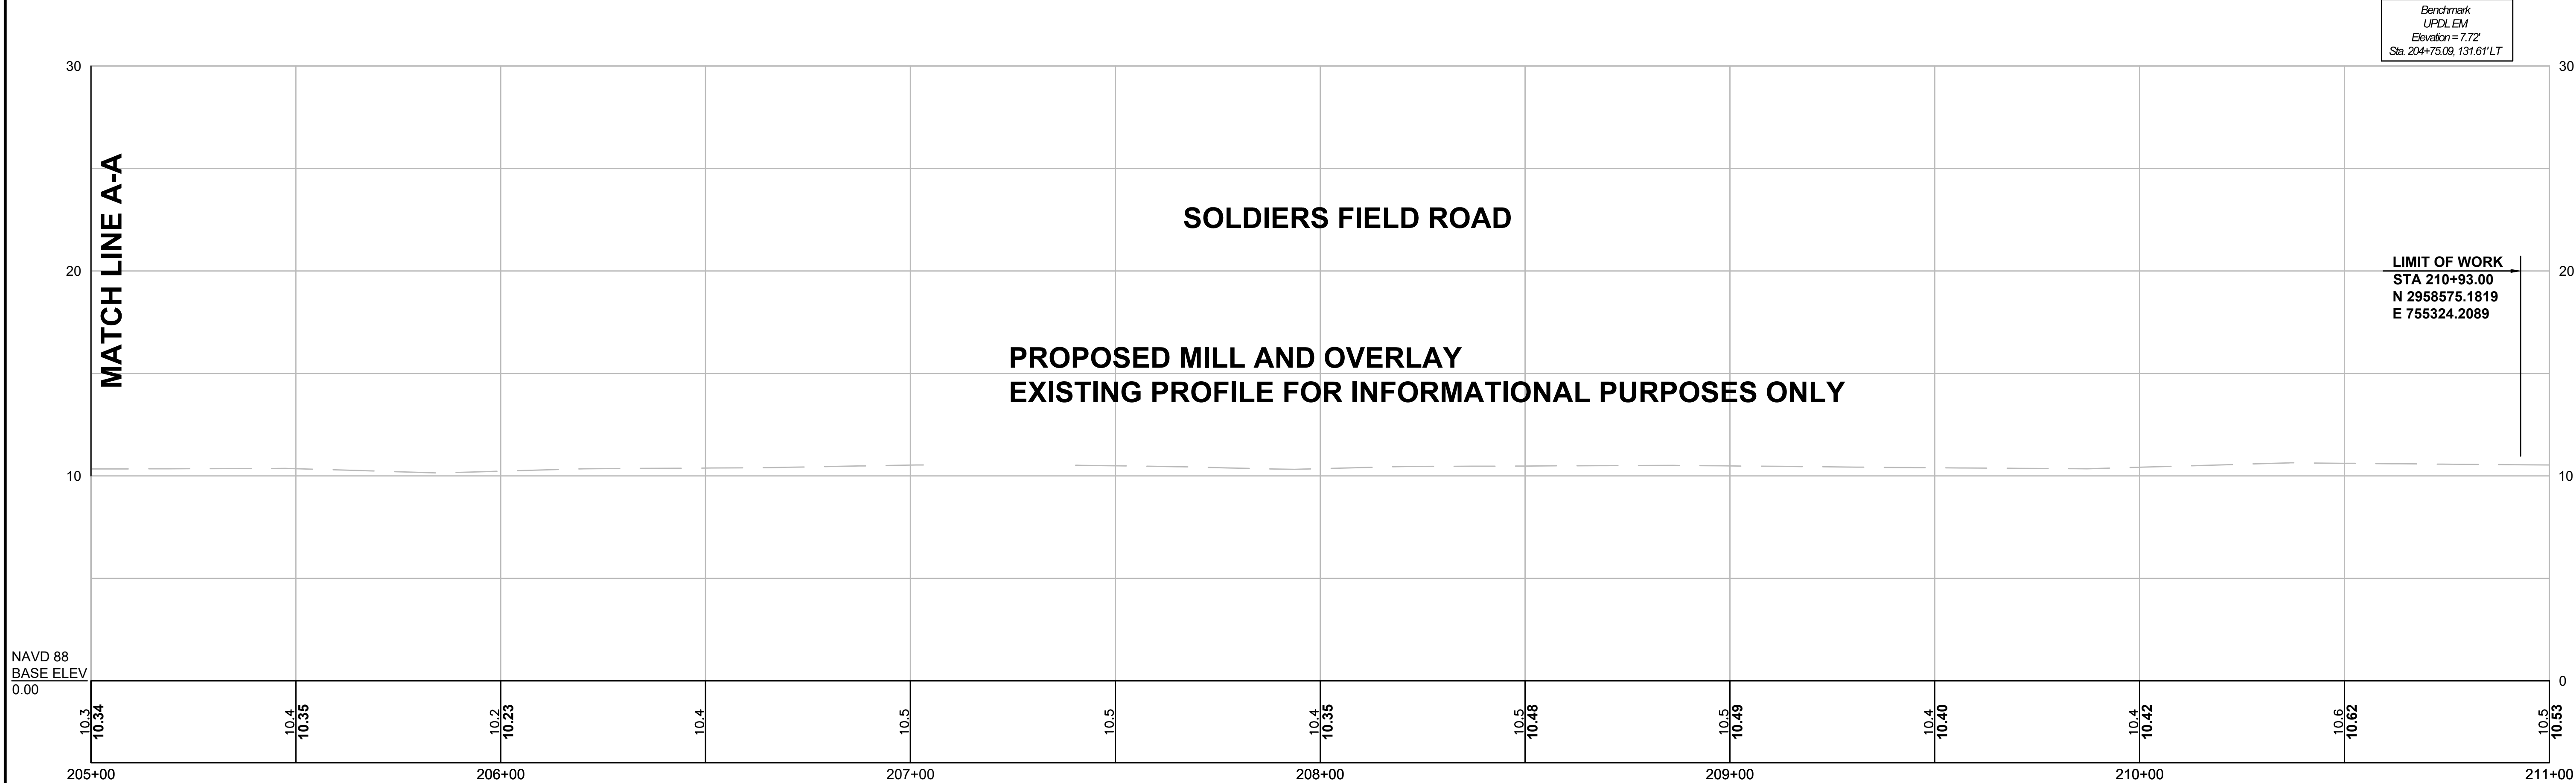 Benchmark
UPDL EM
Elevation = 7.72'
Sta. 204+75.09, 131.61' LT
30
30
MATCH LINE A-A
SOLDIERS FIELD ROAD
20
20
LIMIT OF WORK
STA 210+93.00
N 2958575.1819
E 755324.2089
PROPOSED MILL AND OVERLAY
EXISTING PROFILE FOR INFORMATIONAL PURPOSES ONLY
10
10
NAVD 88
BASE ELEV
0.00
0
10.3
10.34
10.4
10.35
10.2
10.23
10.4
10.5
10.5
10.4
10.35
10.5
10.48
10.5
10.49
10.4
10.40
10.4
10.42
10.6
10.62
10.5
10.53
205+00
206+00
207+00
208+00
209+00
210+00
211+00